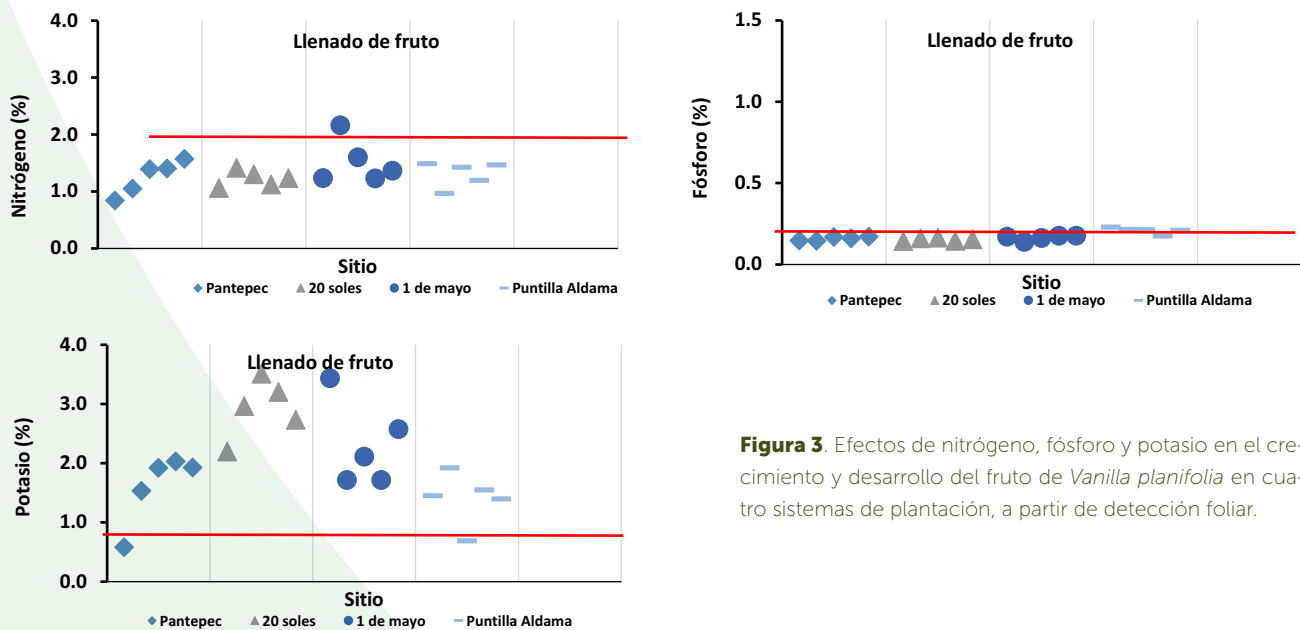 Llenado de fruto
Nitrógeno (%)
4.0
3.0
2.0
1.0
0.0
Sitio
Pantepec 20 soles 1 de mayo Puntilla Aldama
Llenado de fruto
Fósforo (%)
1.5
1.0
0.5
0.0
Sitio
Pantepec 20 soles 1 de mayo Puntilla Aldama
Llenado de fruto
Potasio (%)
4.0
3.0
2.0
1.0
0.0
Sitio
Pantepec 20 soles 1 de mayo Puntilla Aldama
Figura 3. Efectos de nitrógeno, fósforo y potasio en el cre-
cimiento y desarrollo del fruto de Vanilla planifolia en cua-
tro sistemas de plantación, a partir de detección foliar.